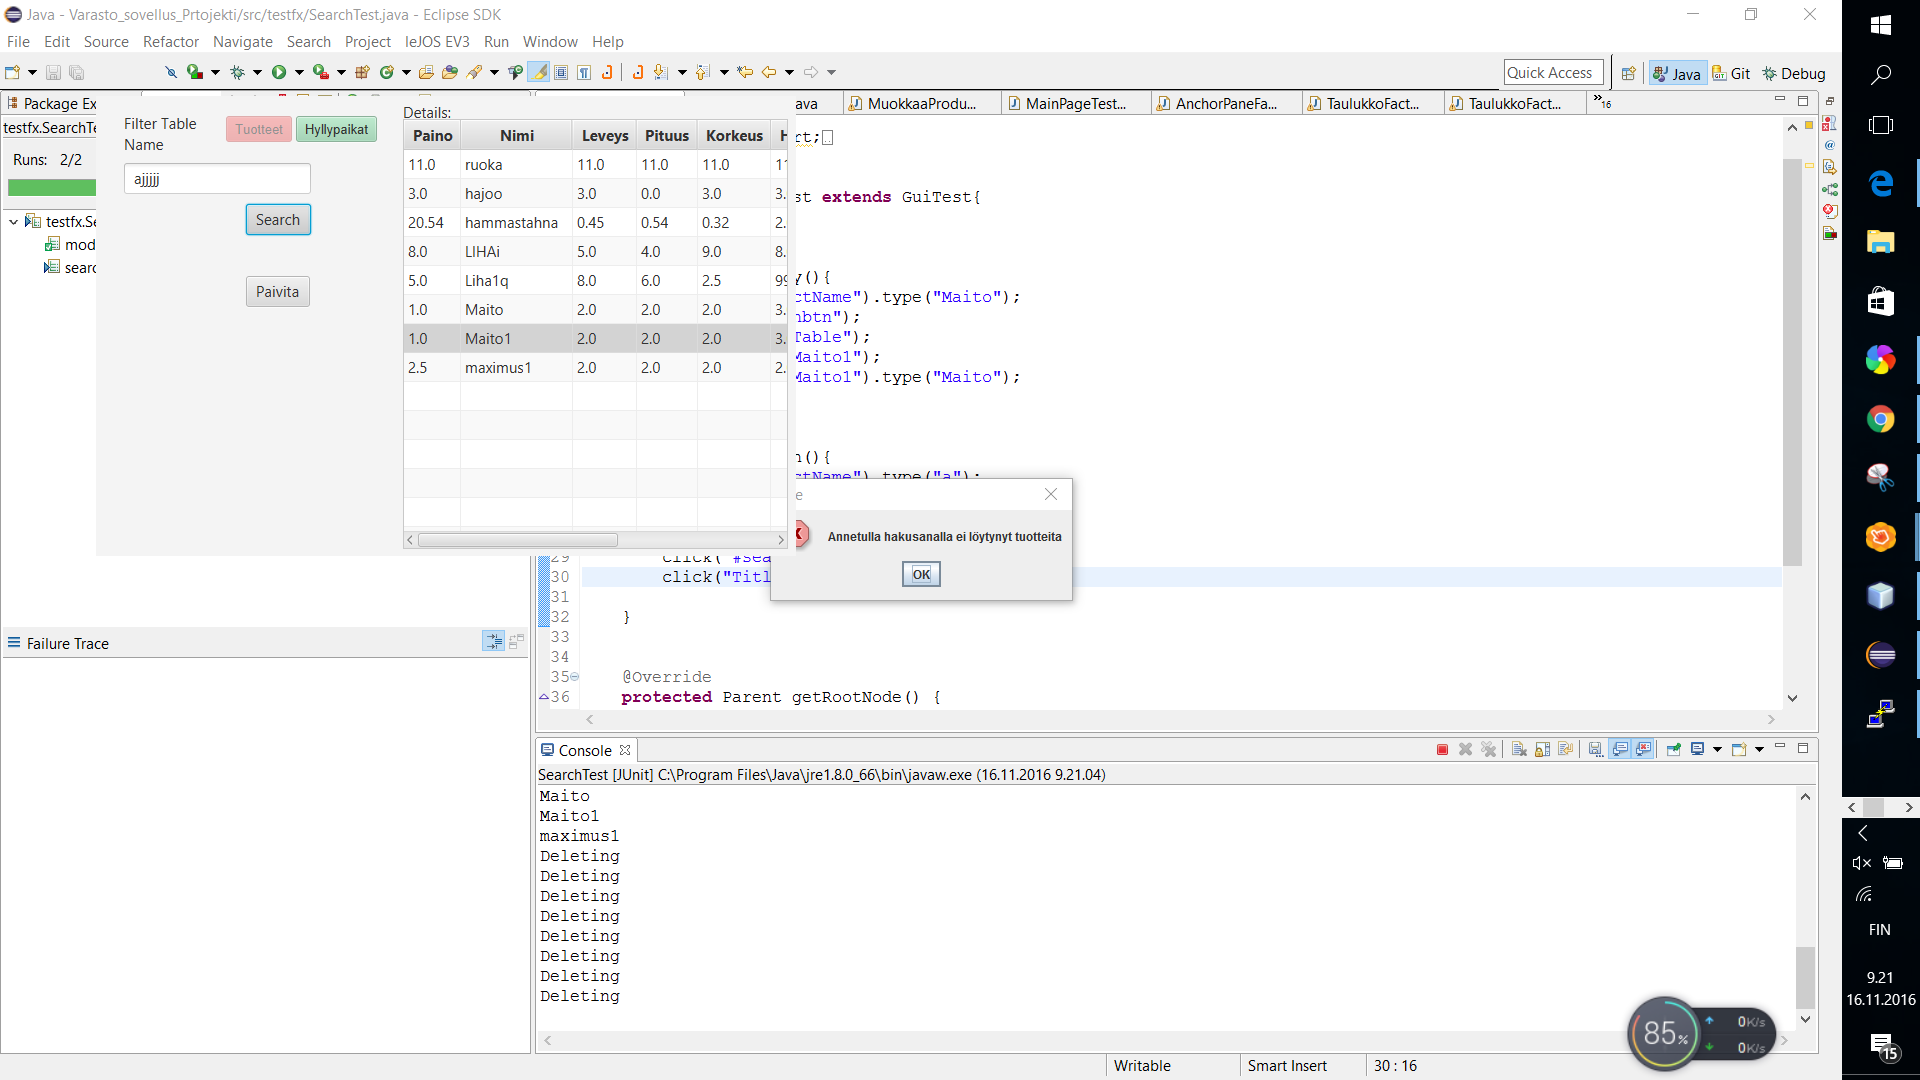 Java - Varasto_sovellus_Prtojekti/src/testfx/SearchTest.java - Eclipse SDK
File Edit Source Refactor Navigate Search Project leJOS EV3 Run Window Help
Quick Access Java Git Debug
Package Ex
Details:
ava MuokkaaProdu... MainPageTest... AnchorPaneFa... TaulukkoFact... TaulukkoFact... »16
testfx.SearchTe
Runs: 2/2
testfx.Se
mod
searc
Filter Table
Name
Tuotteet Hyllypaikat
ajjjjjj
Search
Paivita
Paino Nimi Leveys Pituus Korkeus H
11.0 ruoka 11.0 11.0 11.0 11
3.0 hajoo 3.0 0.0 3.0 3.
20.54 hammastahna 0.45 0.54 0.32 2.
8.0 LIHAi 5.0 4.0 9.0 8.
5.0 Liha1q 8.0 6.0 2.5 99
1.0 Maito 2.0 2.0 2.0 3.
1.0 Maito1 2.0 2.0 2.0 3.
2.5 maximus1 2.0 2.0 2.0 2.
rt;
st extends GuiTest{
y(){
ctName").type("Maito");
nbtn");
Table");
Maito1");
Maito1").type("Maito");
n(){
ctName").type("a");
e
Annetulla hakusanalla ei löytynyt tuotteita
OK
29 click("#sea
30 click("Titl
31
32 }
33
34
35 @Override
36 protected Parent getRootNode() {
Failure Trace
Console
SearchTest [JUnit] C:\Program Files\Java\jre1.8.0_66\bin\javaw.exe (16.11.2016 9.21.04)
Maito
Maito1
maximus1
Deleting
Deleting
Deleting
Deleting
Deleting
Deleting
Deleting
Deleting
Writable Smart Insert 30 : 16
85%
0K/s
0K/s
FIN
9.21
16.11.2016
15